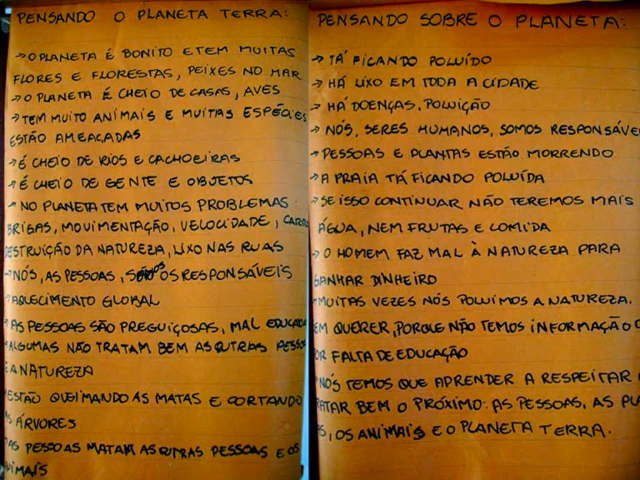 PENSANDO O PLANETA TERRA:
→ O PLANETA É BONITO E TEM MUITAS
FLORES E FLORESTAS, PEIXES NO MAR
→ O PLANETA É CHEIO DE CASAS, AVES
→ TEM MUITO ANIMAIS E MUITAS ESPÉCIES
ESTÃO AMEAÇADAS
→ É CHEIO DE RIOS E CACHOEIRAS
→ É CHEIO DE GENTE E OBJETOS
→ NO PLANETA TEM MUITOS PROBLEMAS:
BRIGAS, MOVIMENTAÇÃO, VELOCIDADE,
DESTRUIÇÃO DA NATUREZA, LIXO NAS RUAS
→ NÓS, AS PESSOAS, SOMOS OS RESPONSÁVEIS
→ AQUECIMENTO GLOBAL
→ AS PESSOAS SÃO PREGUIÇOSAS, MAL
→ ALGUMAS NÃO TRATAM BEM AS OUTRAS
E A NATUREZA
ESTÃO QUEIMANDO AS MATAS E CORTANDO
AS ÁRVORES
AS PESSOAS MATAM AS OUTRAS PESSOAS E OS
PENSANDO SOBRE O PLANETA:
→ TÁ FICANDO POLUÍDO
→ HÁ LIXO EM TODA A CIDADE
→ HÁ DOENÇAS, POLUIÇÃO
→ NÓS, SERES HUMANOS, SOMOS RESPONSÁVE
→ PESSOAS E PLANTAS ESTÃO MORRENDO
→ A PRAIA TÁ FICANDO POLUÍDA
→ SE ISSO CONTINUAR NÃO TEREMOS MAIS
ÁGUA, NEM FRUTAS E COMIDA
→ O HOMEM FAZ MAL À NATUREZA PARA
GANHAR DINHEIRO
→ MUITAS VEZES NÓS POLUIMOS A NATUREZA,
EM QUERER, PORQUE NÃO TEMOS INFORMAÇÃO O
OR FALTA DE EDUCAÇÃO
NÓS TEMOS QUE APRENDER A RESPEITAR
TRATAR BEM O PRÓXIMO: AS PESSOAS, AS
OS ANIMAIS E O PLANETA TERRA.